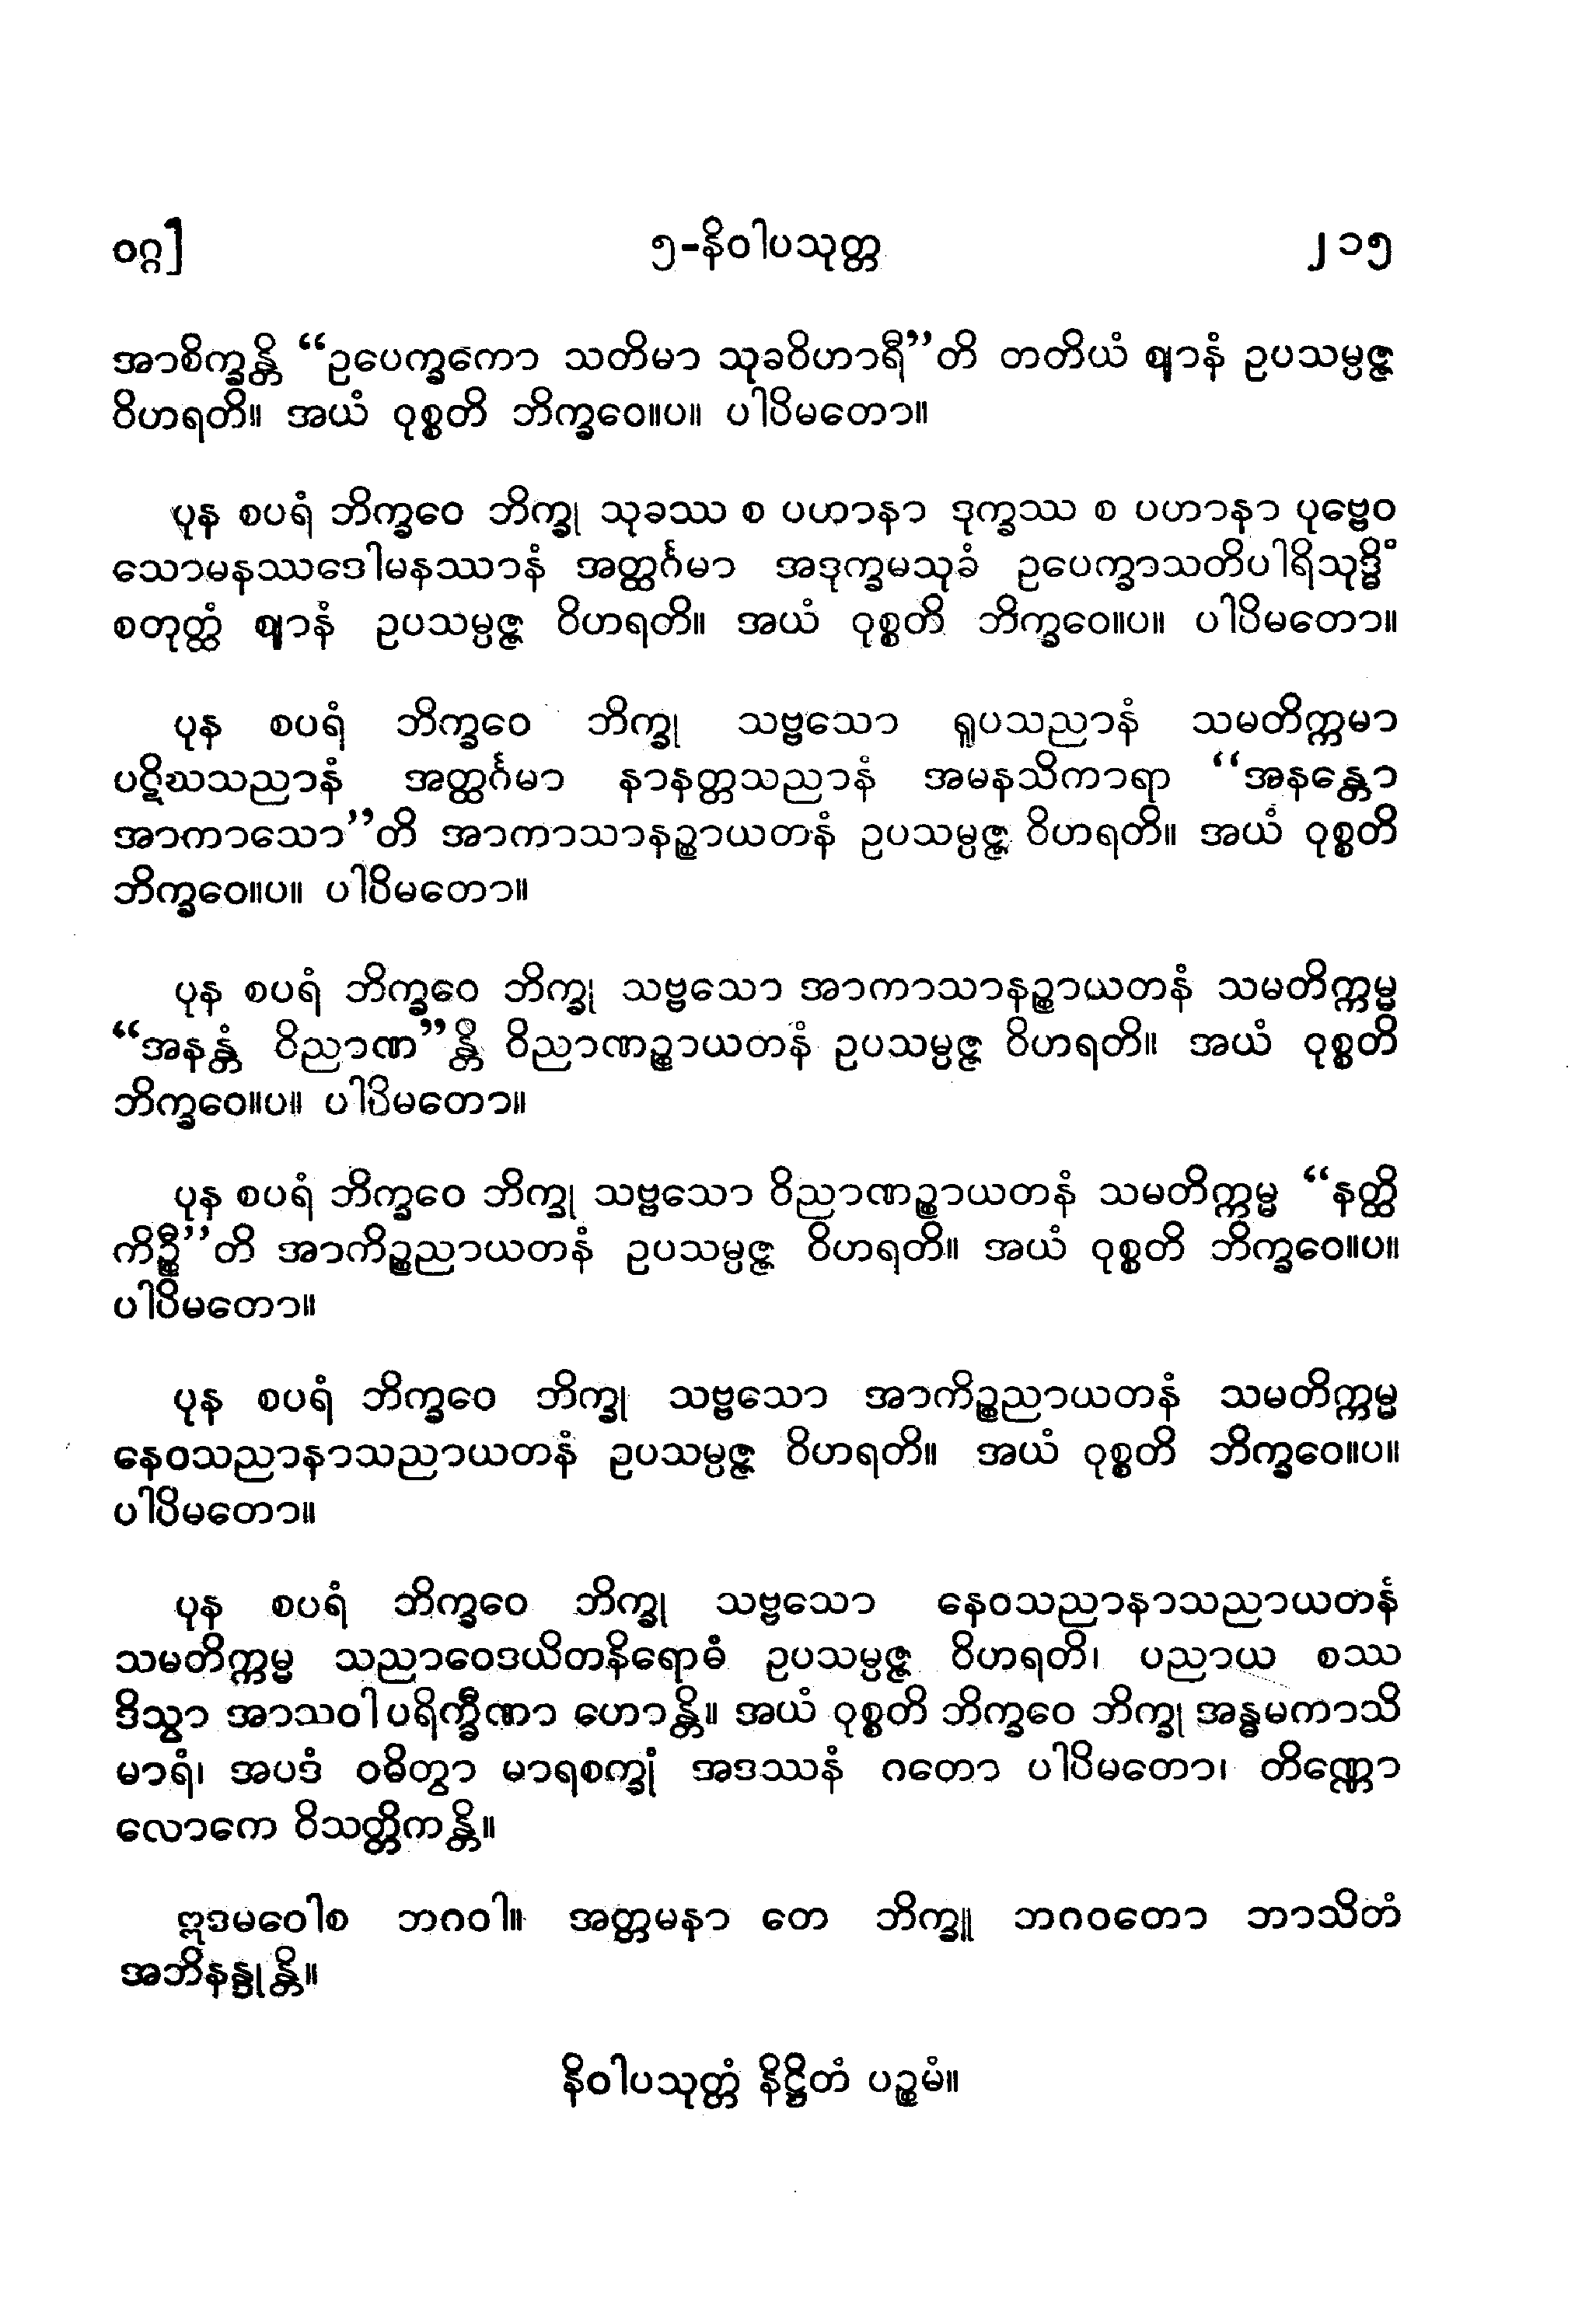 ဝဂ္ဂ] ၅-နိဝါပသုတ္တ ၂၁၅
အာစိက္ခန္တိ “ဥပေက္ခကော သတိမာ သုခဝိဟာရီ”တိ တတိယံ ဈာနံ ဥပသမ္ပဇ္ဇ
ဝိဟရတိ။ အယံ ဝုစ္စတိ ဘိက္ခဝေ။ပ။ ပါပိမတော။
ပုန စပရံ ဘိက္ခဝေ ဘိက္ခု သုခဿ စ ပဟာနာ ဒုက္ခဿ စ ပဟာနာ ပုဗ္ဗေဝ
သောမနဿဒေါမနဿာနံ အတ္ထင်္ဂမာ အဒုက္ခမသုခံ ဥပေက္ခာသတိပါရိသုဒ္ဓိံ
စတုတ္ထံ ဈာနံ ဥပသမ္ပဇ္ဇ ဝိဟရတိ။ အယံ ဝုစ္စတိ ဘိက္ခဝေ။ပ။ ပါပိမတော။
ပုန စပရံ ဘိက္ခဝေ ဘိက္ခု သဗ္ဗသော ရူပသညာနံ သမတိက္ကမာ
ပဋိဃသညာနံ အတ္ထင်္ဂမာ နာနတ္တသညာနံ အမနသိကာရာ “အနန္တော
အာကာသော”တိ အာကာသာနဉ္စာယတနံ ဥပသမ္ပဇ္ဇ ဝိဟရတိ။ အယံ ဝုစ္စတိ
ဘိက္ခဝေ။ပ။ ပါပိမတော။
ပုန စပရံ ဘိက္ခဝေ ဘိက္ခု သဗ္ဗသော အာကာသာနဉ္စာယတနံ သမတိက္ကမ္မ
“အနန္တံ ဝိညာဏ”န္တိ ဝိညာဏဉ္စာယတနံ ဥပသမ္ပဇ္ဇ ဝိဟရတိ။ အယံ ဝုစ္စတိ
ဘိက္ခဝေ။ပ။ ပါပိမတော။
ပုန စပရံ ဘိက္ခဝေ ဘိက္ခု သဗ္ဗသော ဝိညာဏဉ္စာယတနံ သမတိက္ကမ္မ “နတ္ထိ
ကိဉ္စီ”တိ အာကိဉ္စညာယတနံ ဥပသမ္ပဇ္ဇ ဝိဟရတိ။ အယံ ဝုစ္စတိ ဘိက္ခဝေ။ပ။
ပါပိမတော။
ပုန စပရံ ဘိက္ခဝေ ဘိက္ခု သဗ္ဗသော အာကိဉ္စညာယတနံ သမတိက္ကမ္မ
နေဝသညာနာသညာယတနံ ဥပသမ္ပဇ္ဇ ဝိဟရတိ။ အယံ ဝုစ္စတိ ဘိက္ခဝေ။ပ။
ပါပိမတော။
ပုန စပရံ ဘိက္ခဝေ ဘိက္ခု သဗ္ဗသော နေဝသညာနာသညာယတနံ
သမတိက္ကမ္မ သညာဝေဒယိတနိရောဓံ ဥပသမ္ပဇ္ဇ ဝိဟရတိ၊ ပညာယ စဿ
ဒိသွာ အာသဝါ ပရိက္ခီဏာ ဟောန္တိ။ အယံ ဝုစ္စတိ ဘိက္ခဝေ ဘိက္ခု အန္ဓမကာသိ
မာရံ၊ အပဒံ ဝဓိတွာ မာရစက္ခုံ အဒဿနံ ဂတော ပါပိမတော၊ တိဏ္ဏော
လောကေ ဝိသတ္တိကန္တိ။
ဣဒမဝေါစ ဘဂဝါ။ အတ္တမနာ တေ ဘိက္ခူ ဘဂဝတော ဘာသိတံ
အဘိနန္ဒုန္တိ။
နိဝါပသုတ္တံ နိဋ္ဌိတံ ပဉ္စမံ။